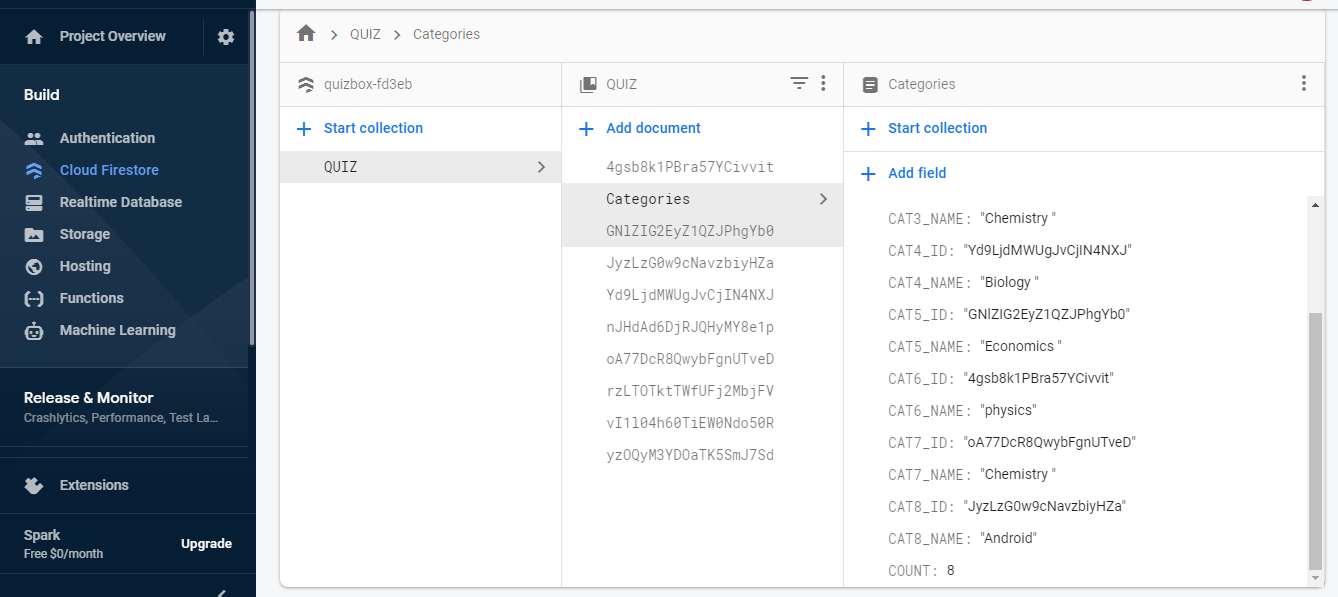 Project Overview
Build
Authentication
Cloud Firestore
Realtime Database
Storage
Hosting
Functions
Machine Learning
Release & Monitor
Crashlytics, Performance, Test La...
Extensions
Spark
Free $0/month
Upgrade
QUIZ
Categories
quizbox-fd3eb
Start collection
QUIZ
QUIZ
Add document
4gsb8k1PBra57YCivvit
Categories
GNlZIG2EyZ1QZJPhgYb0
JyzLzG0w9cNavzbiyHZa
Yd9LjdMWUgJvCjIN4NXJ
nJHdAd6DjRJQHyMY8e1p
oA77DcR8QwybFgnUTveD
rzLTOTktTWfUFj2MbjFV
vI1l04h60TiEW0Ndo50R
yzOQyM3YDOaTK5SmJ7Sd
Categories
Start collection
Add field
CAT3_NAME: "Chemistry "
CAT4_ID: "Yd9LjdMWUgJvCjIN4NXJ"
CAT4_NAME: "Biology "
CAT5_ID: "GNlZIG2EyZ1QZJPhgYb0"
CAT5_NAME: "Economics "
CAT6_ID: "4gsb8k1PBra57YCivvit"
CAT6_NAME: "physics"
CAT7_ID: "oA77DcR8QwybFgnUTveD"
CAT7_NAME: "Chemistry "
CAT8_ID: "JyzLzG0w9cNavzbiyHZa"
CAT8_NAME: "Android"
COUNT: 8